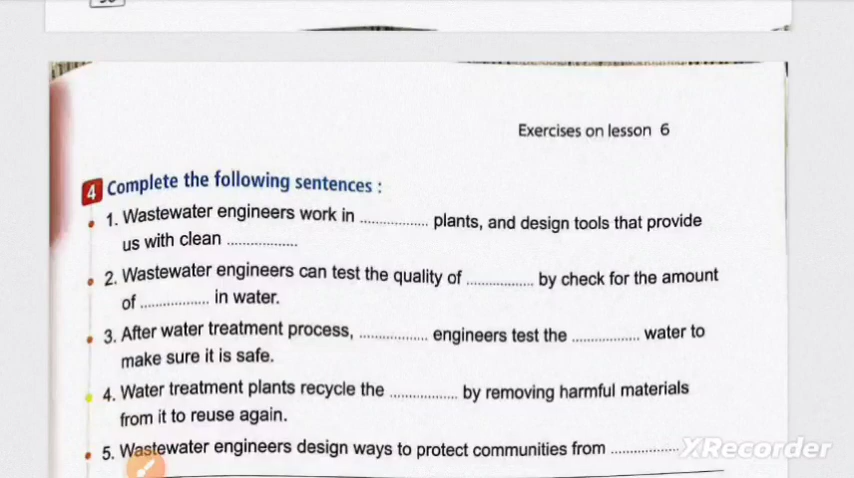 Exercises on lesson 6
4 Complete the following sentences :
1. Wastewater engineers work in ................ plants, and design tools that provide
us with clean ................
2. Wastewater engineers can test the quality of ................ by check for the amount
of ................ in water.
3. After water treatment process, ................ engineers test the ................ water to
make sure it is safe.
4. Water treatment plants recycle the ................ by removing harmful materials
from it to reuse again.
5. Wastewater engineers design ways to protect communities from ................
XRecorder